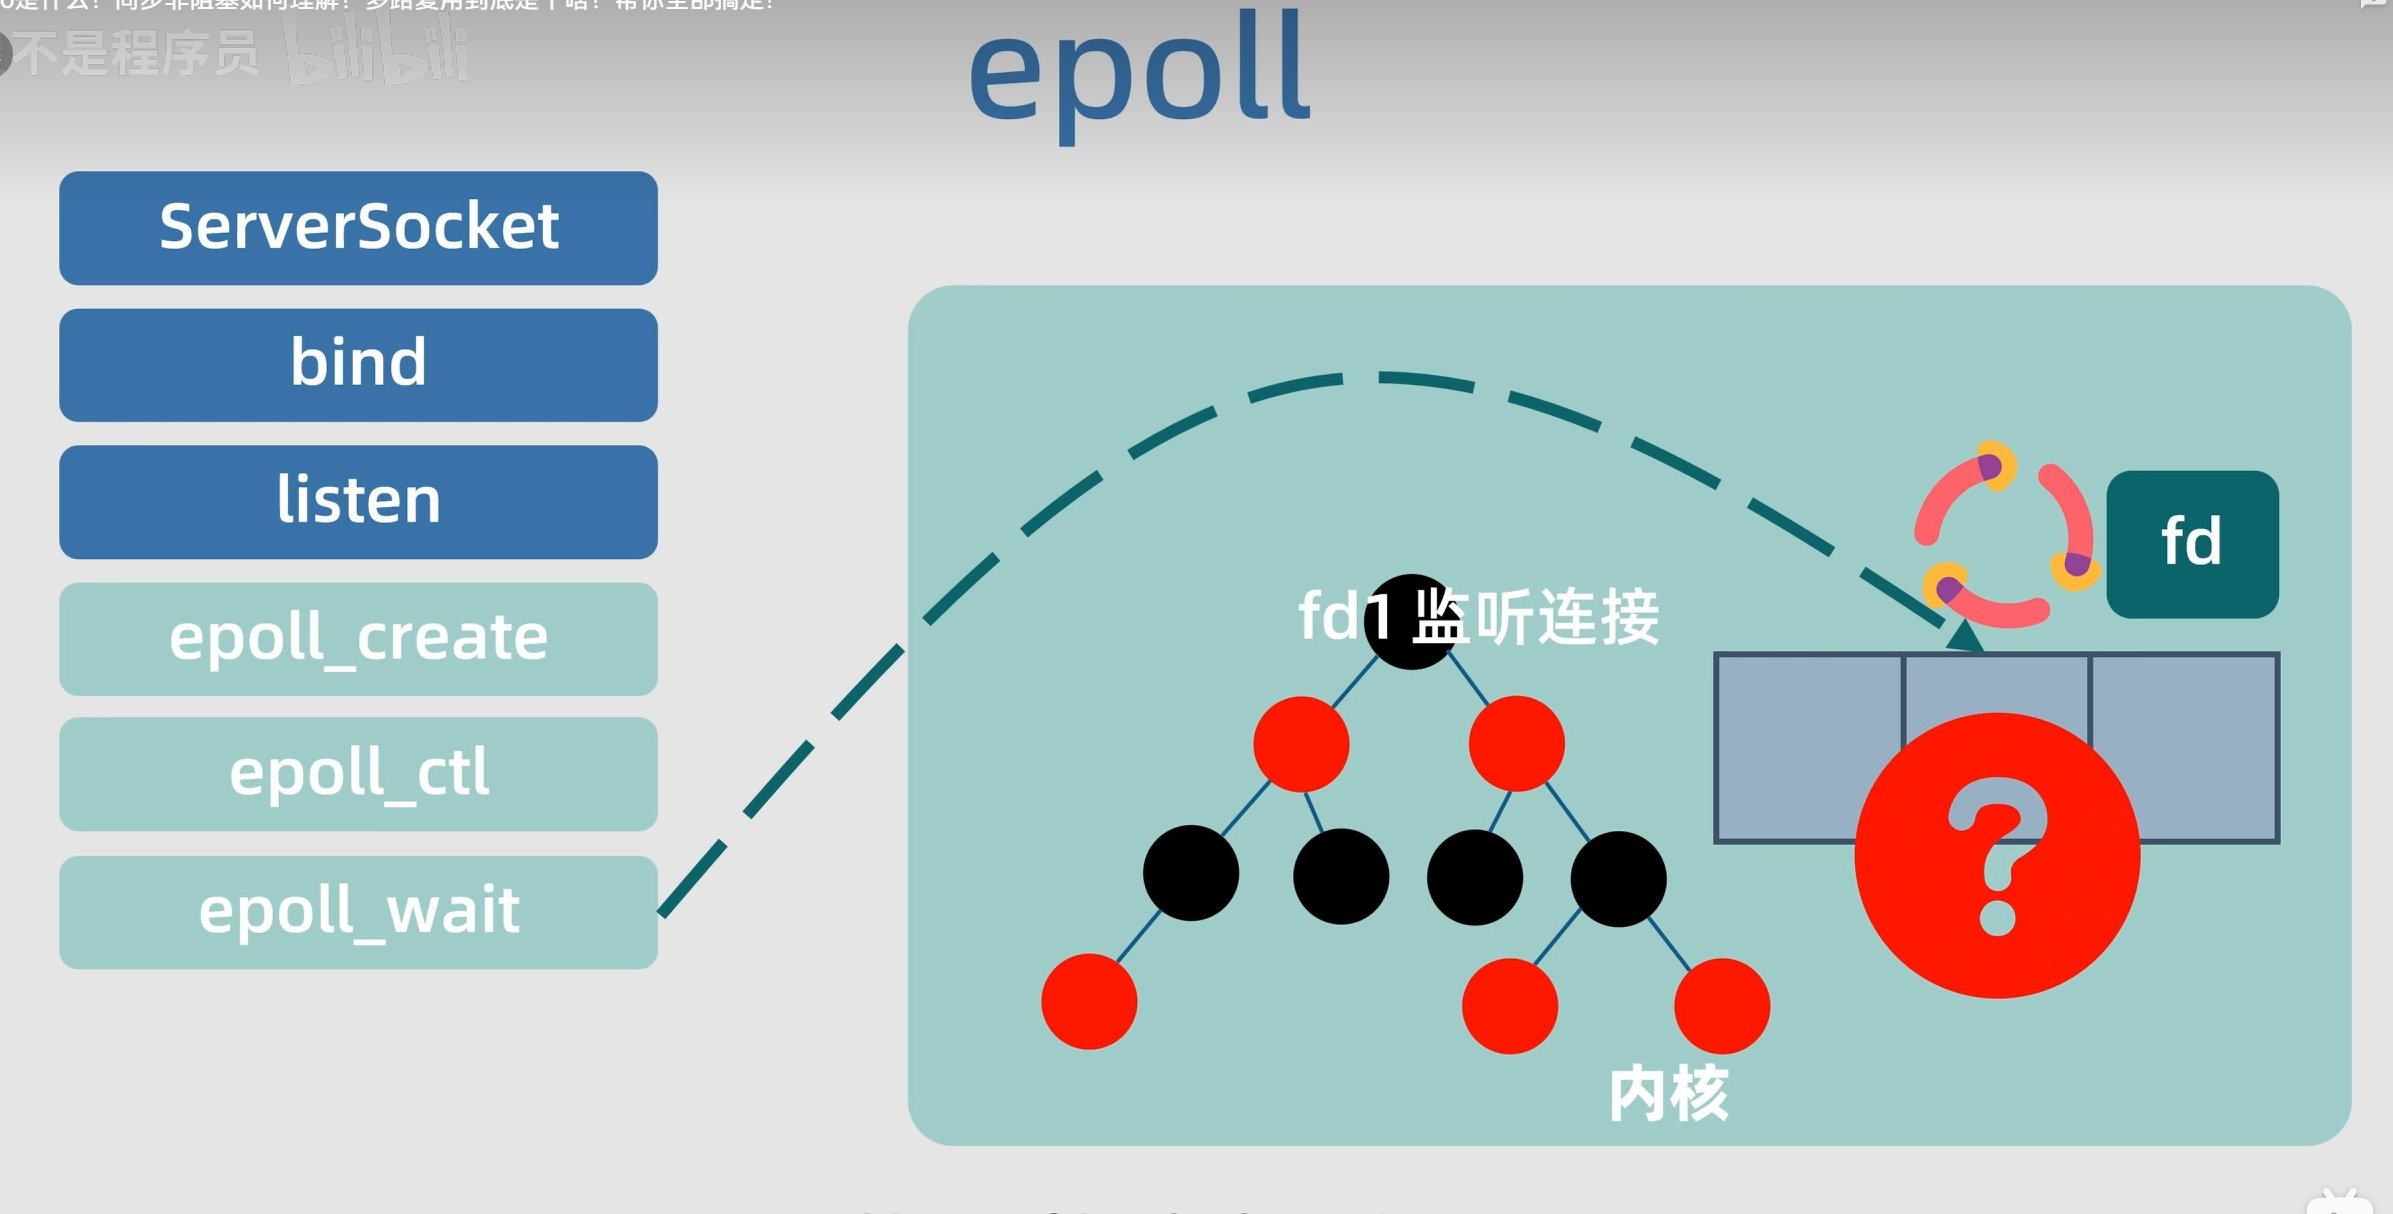 O是什么？同步非阻塞如何理解？多路复用到底是个啥？帮你全部搞定！
不是程序员 bilibili
epoll
ServerSocket
bind
listen
epoll_create
epoll_ctl
epoll_wait
fd
fd1 监听连接
?
内核